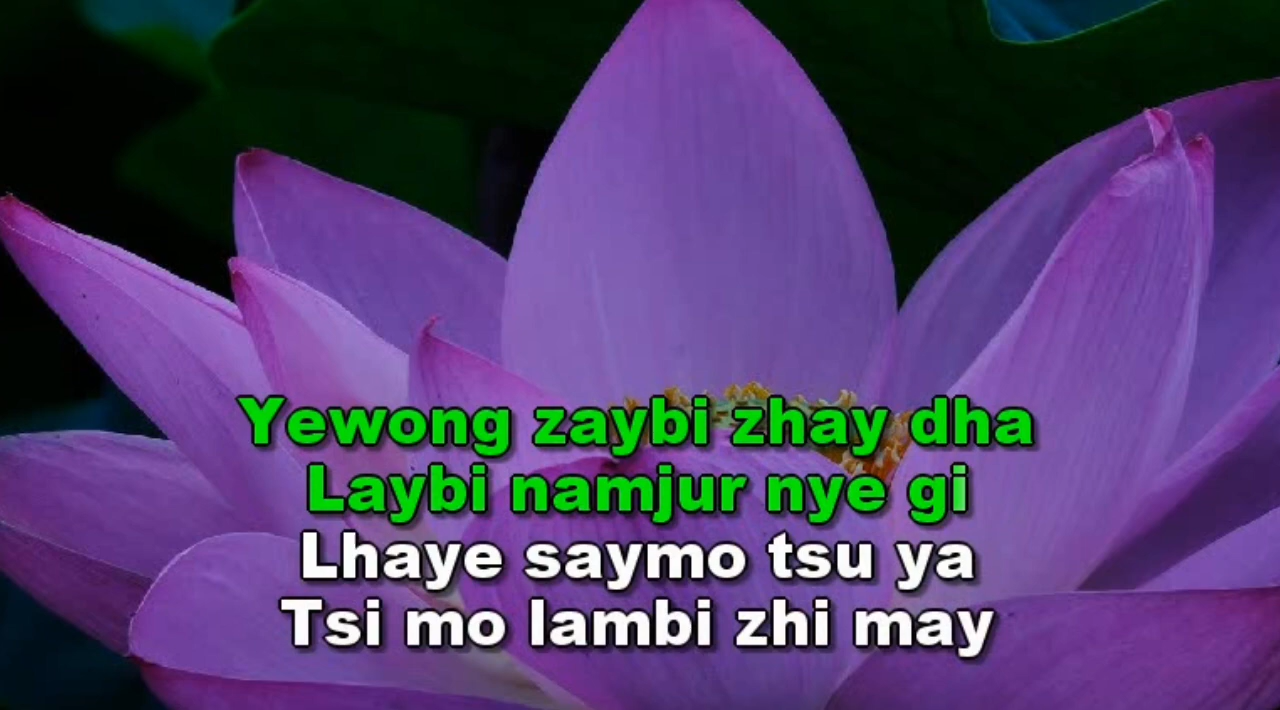 Yewong zaybi zhay dha
Laybi namjur nye gi
Lhaye saymo tsu ya
Tsi mo lambi zhi may